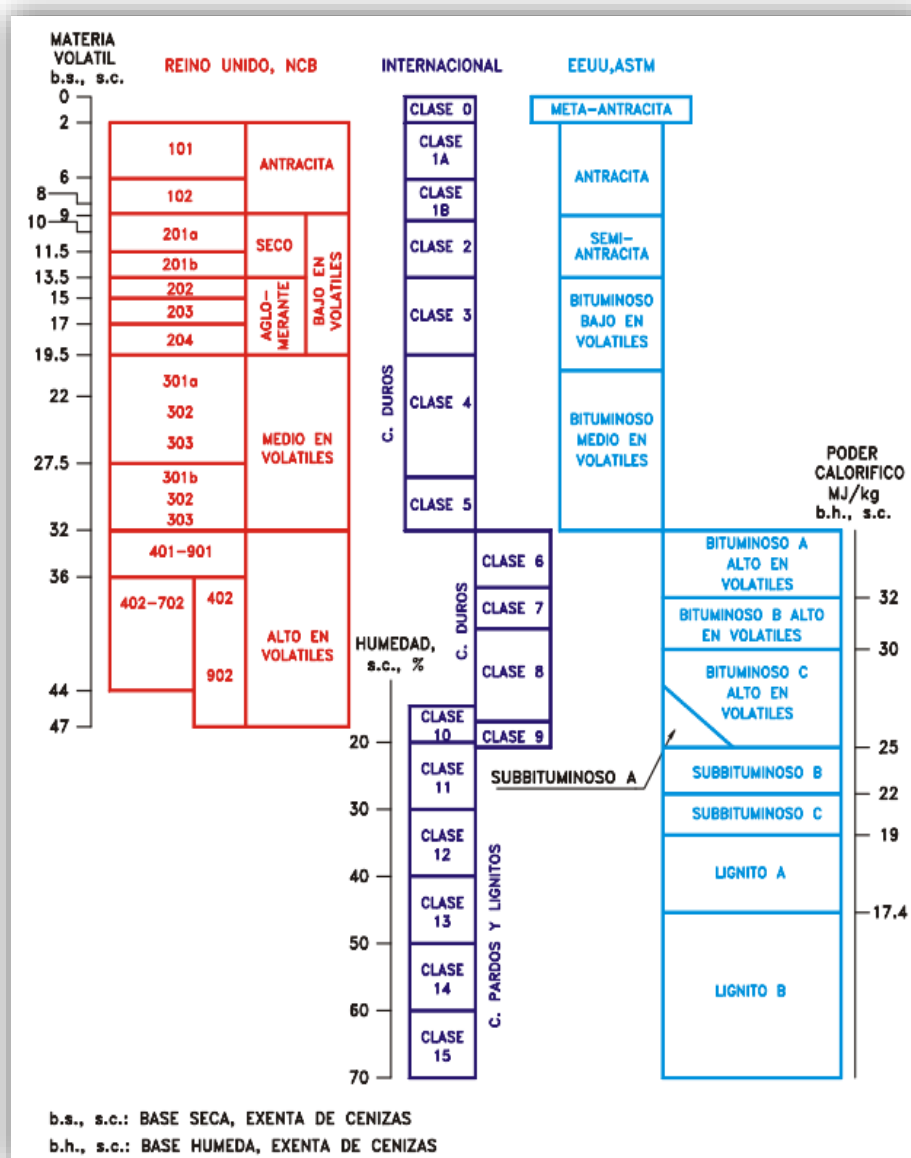 MATERIA
VOLATIL
b.s., s.c.
REINO UNIDO, NCB
INTERNACIONAL
EEUU,ASTM
0
2
6
8
9
10
11.5
13.5
15
17
19.5
22
27.5
32
36
44
47
101
102
201a
201b
202
203
204
301a
302
303
301b
302
303
401-901
402-702
402
902
ANTRACITA
SECO
AGLO-
MERANTE
BAJO EN
VOLATILES
MEDIO EN
VOLATILES
ALTO EN
VOLATILES
C. DUROS
CLASE 0
CLASE
1A
CLASE
1B
CLASE 2
CLASE 3
CLASE 4
CLASE 5
C. DUROS
CLASE 6
CLASE 7
CLASE 8
CLASE 9
HUMEDAD,
s.c., %
20
30
40
50
60
70
CLASE
10
CLASE
11
CLASE
12
CLASE
13
CLASE
14
CLASE
15
C. PARDOS Y LIGNITOS
META-ANTRACITA
ANTRACITA
SEMI-
ANTRACITA
BITUMINOSO
BAJO EN
VOLATILES
BITUMINOSO
MEDIO EN
VOLATILES
BITUMINOSO A
ALTO EN
VOLATILES
BITUMINOSO B ALTO
EN VOLATILES
BITUMINOSO C
ALTO EN
VOLATILES
SUBBITUMINOSO A
SUBBITUMINOSO B
SUBBITUMINOSO C
LIGNITO A
LIGNITO B
PODER
CALORIFICO
MJ/kg
b.h., s.c.
32
30
25
22
19
17.4
b.s., s.c.: BASE SECA, EXENTA DE CENIZAS
b.h., s.c.: BASE HUMEDA, EXENTA DE CENIZAS